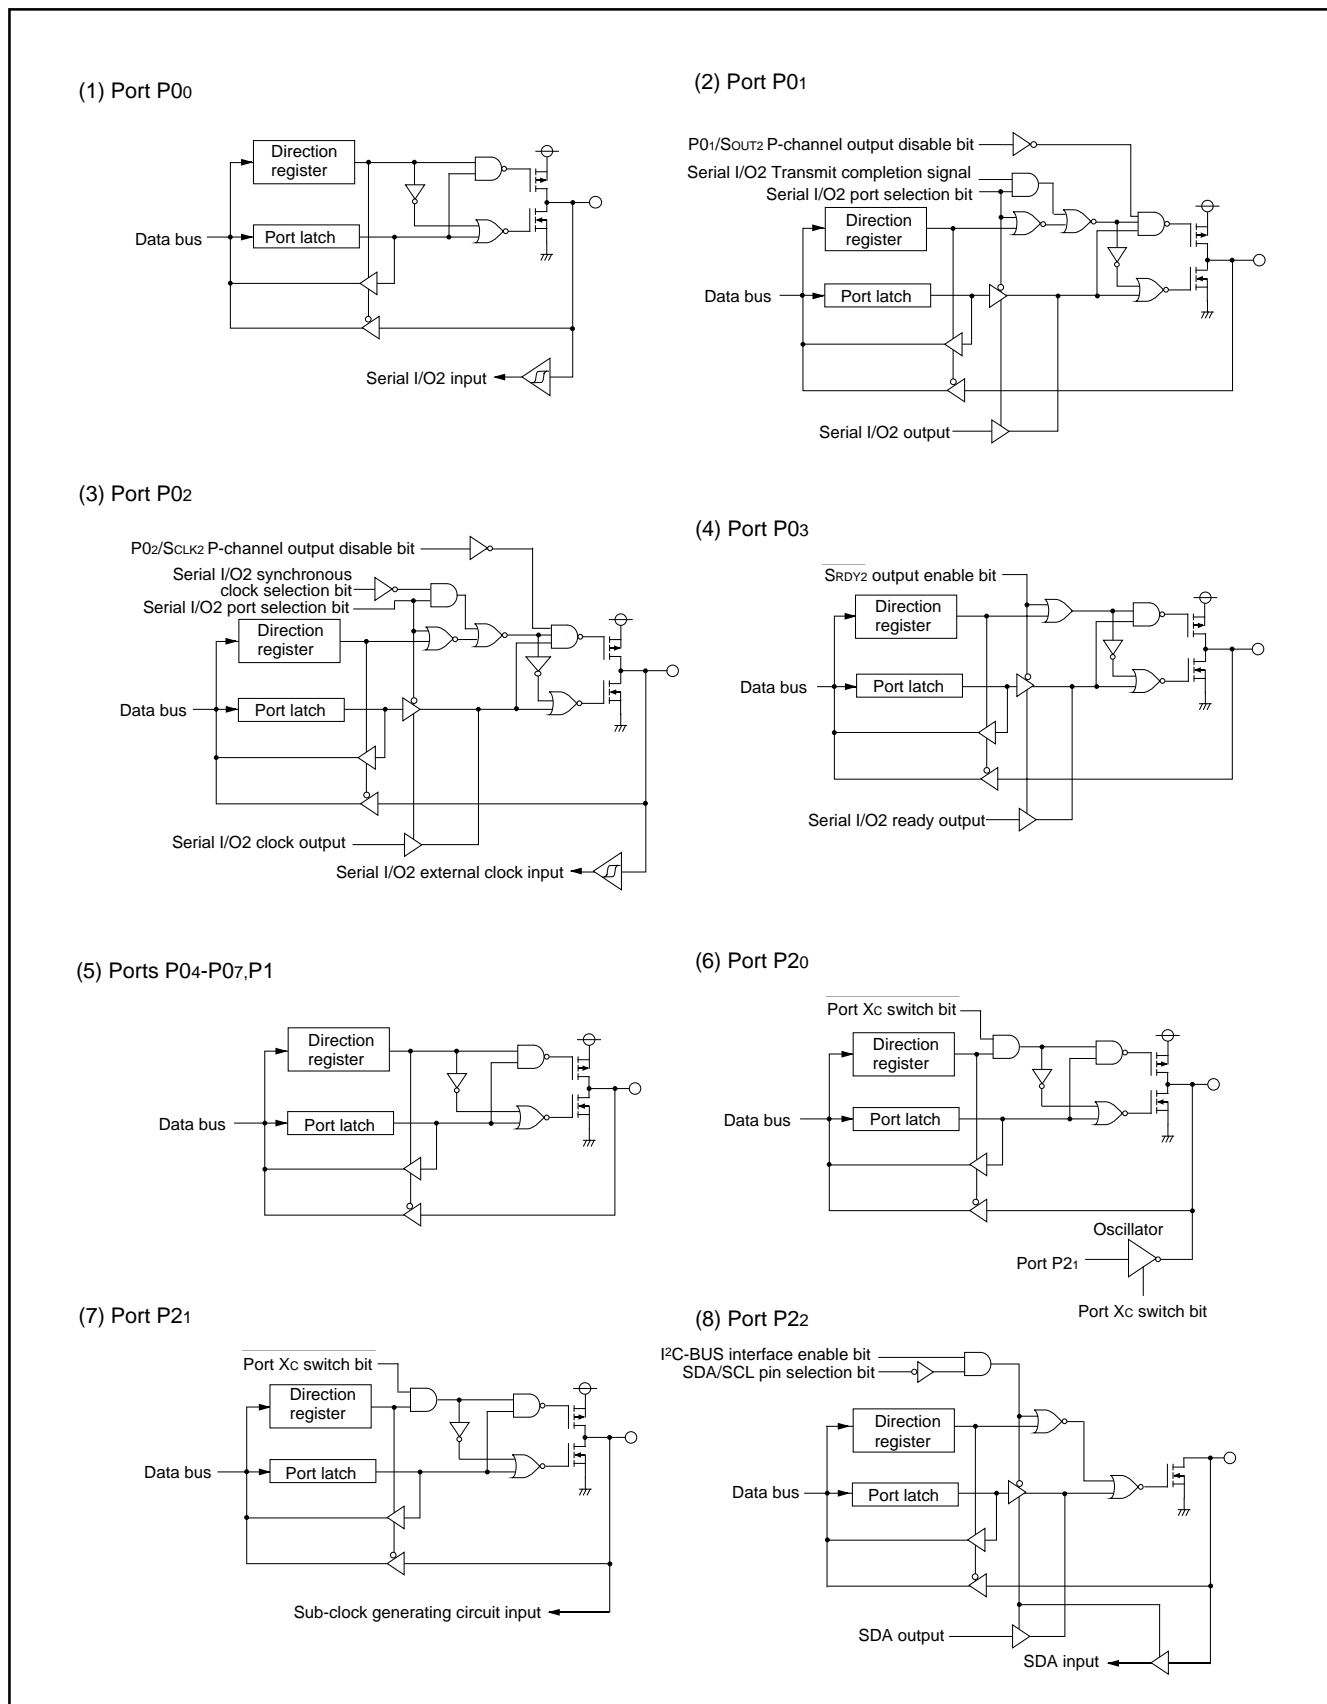 (1) Port P00
Direction
register
Data bus
Port latch
Serial I/O2 input
(2) Port P01
P01/SOUT2 P-channel output disable bit
Serial I/O2 Transmit completion signal
Serial I/O2 port selection bit
Direction
register
Data bus
Port latch
Serial I/O2 output
(3) Port P02
P02/SCLK2 P-channel output disable bit
Serial I/O2 synchronous
clock selection bit
Serial I/O2 port selection bit
Direction
register
Data bus
Port latch
Serial I/O2 clock output
Serial I/O2 external clock input
(4) Port P03
SRDY2 output enable bit
Direction
register
Data bus
Port latch
Serial I/O2 ready output
(5) Ports P04-P07,P1
Direction
register
Data bus
Port latch
(6) Port P20
Port XC switch bit
Direction
register
Data bus
Port latch
Oscillator
Port P21
Port XC switch bit
(7) Port P21
Port XC switch bit
Direction
register
Data bus
Port latch
Sub-clock generating circuit input
(8) Port P22
I²C-BUS interface enable bit
SDA/SCL pin selection bit
Direction
register
Data bus
Port latch
SDA output
SDA input